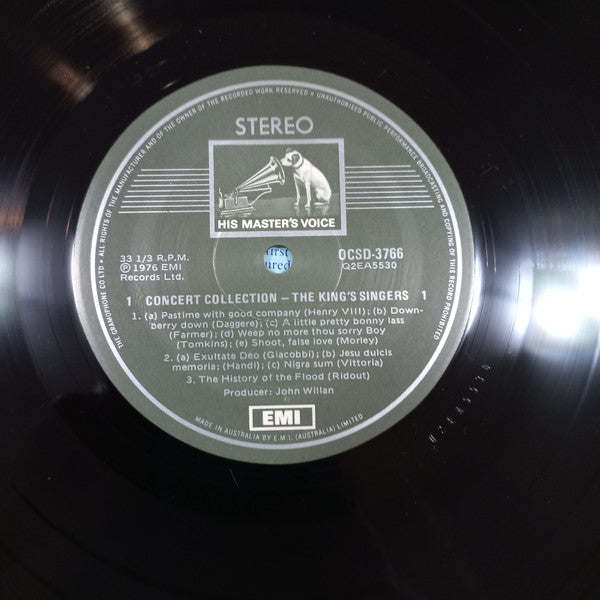 ALL RIGHTS OF THE MANUFACTURER AND OF THE OWNER OF THE RECORDED WORK RESERVED • UNAUTHORISED PUBLIC PERFORMANCE BROADCASTING AND COPYING OF THIS RECORD PROHIBITED
THE GRAMOPHONE CO LTD •
STEREO
HIS MASTER'S VOICE
33 1/3 R.P.M.
Ⓟ 1976 EMI
Records Ltd.
OCSD-3766
Q2EA5530
1 CONCERT COLLECTION – THE KING'S SINGERS 1
1. (a) Pastime with good company (Henry VIII); (b) Down-
berry down (Daggere); (c) A little pretty bonny lass
(Farmer); (d) Weep no more thou sorry Boy
(Tomkins); (e) Shoot, false love (Morley)
2. (a) Exultate Deo (Giacobbi); (b) Jesu dulcis
memoria; (Handl); (c) Nigra sum (Vittoria)
3. The History of the Flood (Ridout)
Producer: John Willan
EMI
MADE IN AUSTRALIA BY E.M.I. (AUSTRALIA) LIMITED